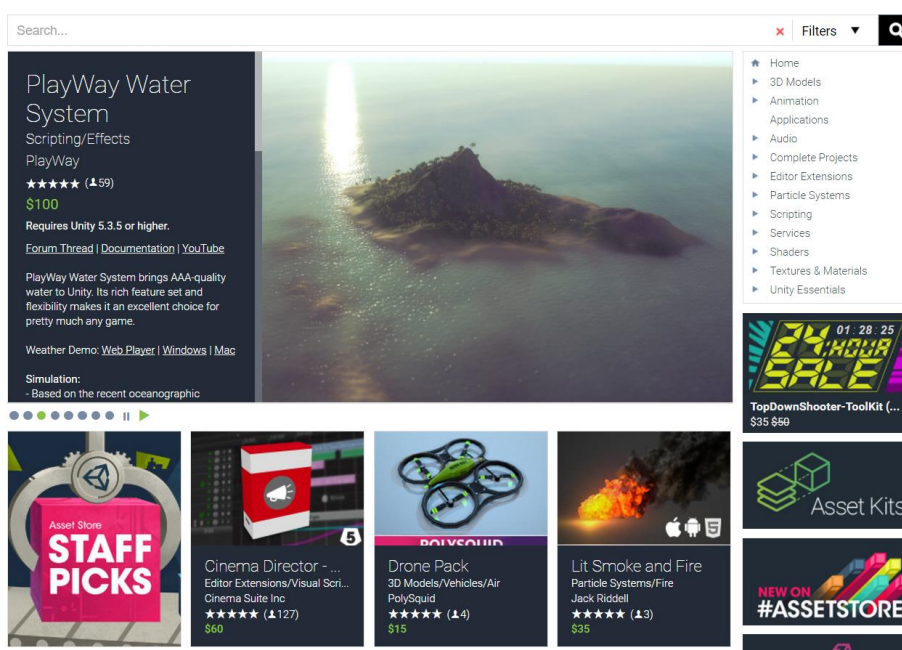 Search...
Filters
PlayWay Water
System
Scripting/Effects
PlayWay
(59)
$100
Requires Unity 5.3.5 or higher.
Forum Thread | Documentation | YouTube
PlayWay Water System brings AAA-quality
water to Unity. Its rich feature set and
flexibility makes it an excellent choice for
pretty much any game.
Weather Demo: Web Player | Windows | Mac
Simulation:
- Based on the recent oceanographic
Home
3D Models
Animation
Applications
Audio
Complete Projects
Editor Extensions
Particle Systems
Scripting
Services
Shaders
Textures & Materials
Unity Essentials
01 : 28 : 25
24 HOUR
SALE
TopDownShooter-ToolKit (...
$35 $50
Asset Kits
NEW ON
#ASSETSTORE
Asset Store
STAFF
PICKS
5
Cinema Director - ...
Editor Extensions/Visual Scri...
Cinema Suite Inc
(127)
$60
POLYSQUID
Drone Pack
3D Models/Vehicles/Air
PolySquid
(4)
$15
5
Lit Smoke and Fire
Particle Systems/Fire
Jack Riddell
(3)
$35